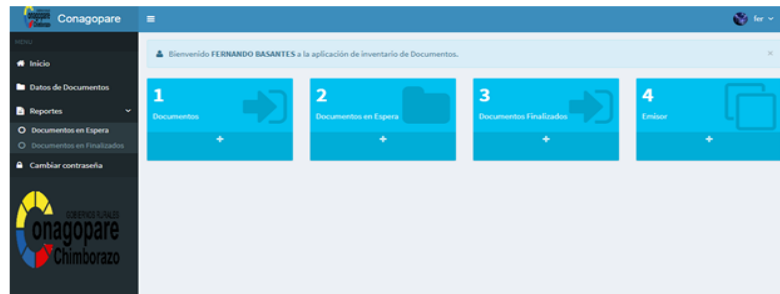 Conagopare
fer
MENU
Inicio
Datos de Documentos
Reportes
Documentos en Espera
Documentos en Finalizados
Cambiar contraseña
GOBIERNOS RURALES
Conagopare
Chimborazo
Bienvenido FERNANDO BASANTES a la aplicación de inventario de Documentos.
×
1
Documentos
+
2
Documentos en Espera
+
3
Documentos Finalizados
+
4
Emisor
+